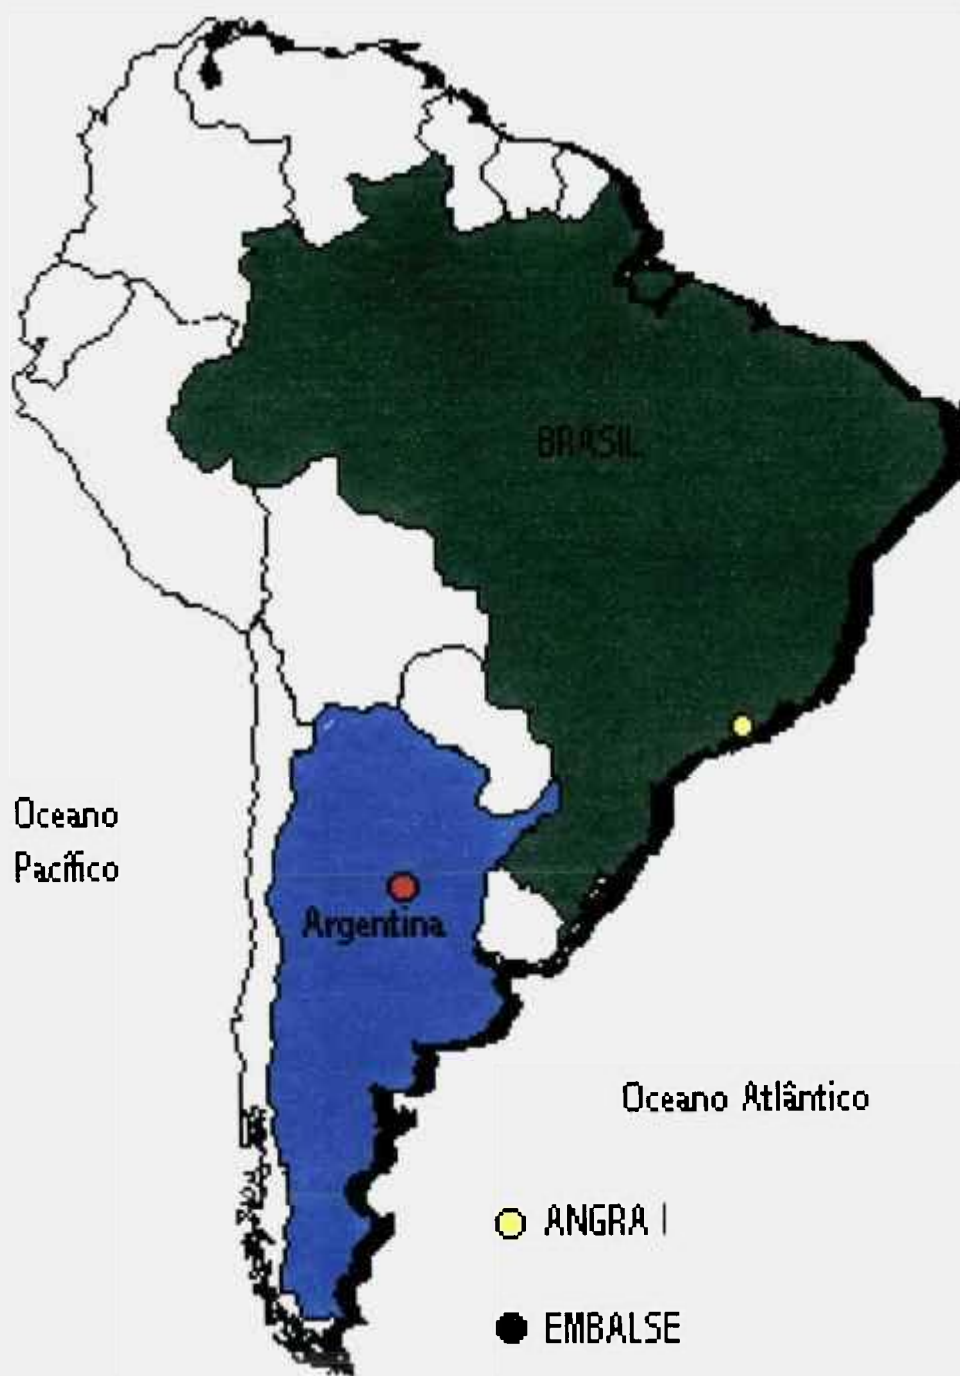 BRASIL
Oceano
Pacífico
Argentina
Oceano Atlântico
ANGRA I
EMBALSE